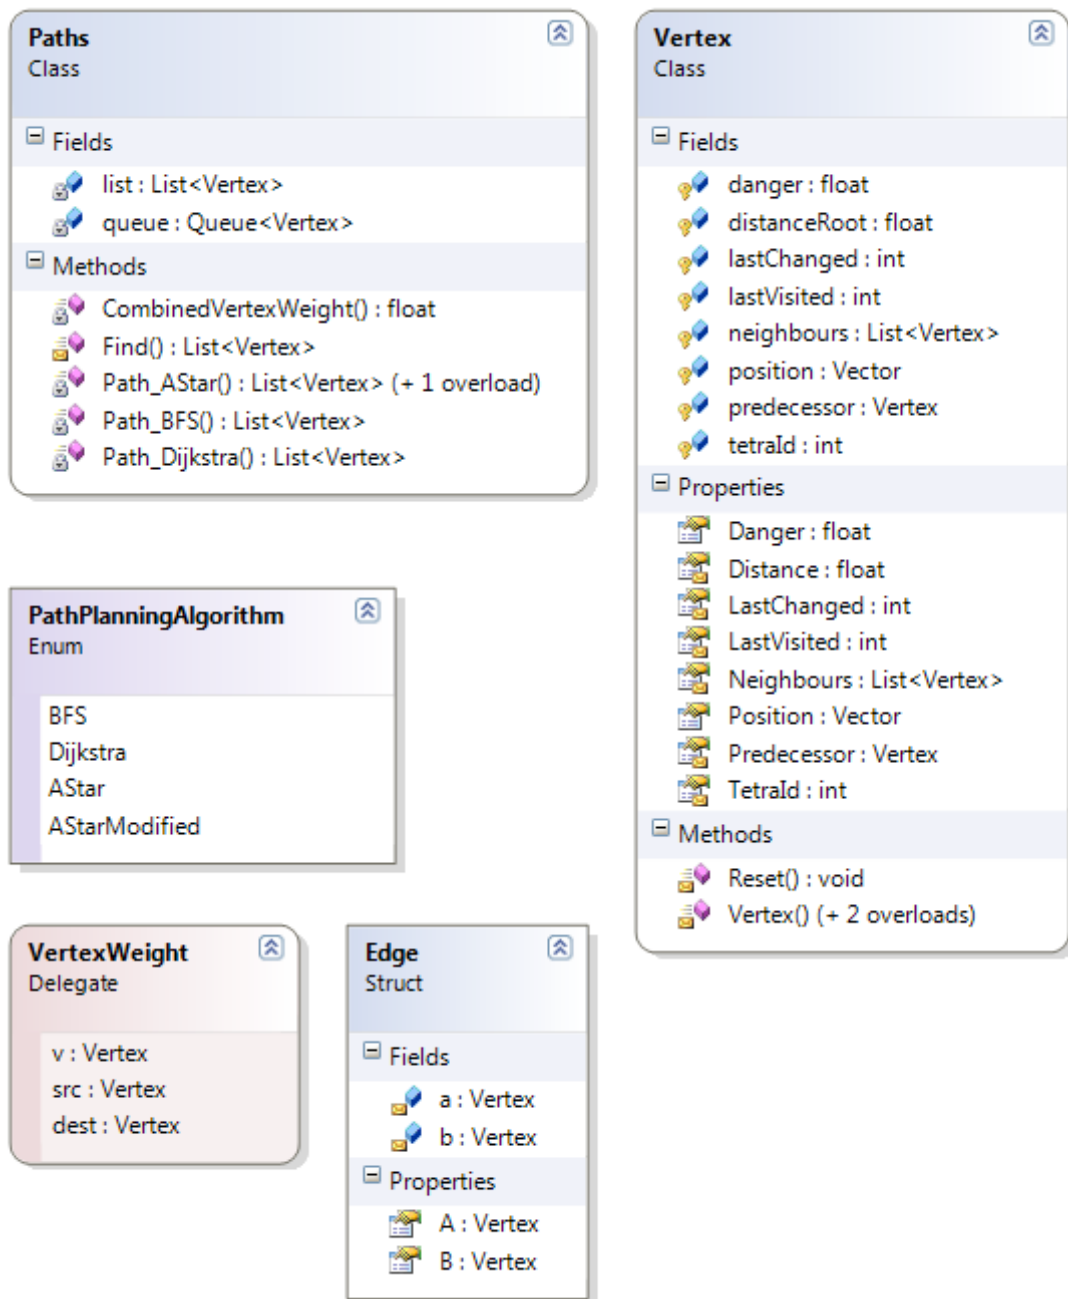 Paths
Class
Fields
list : List<Vertex>
queue : Queue<Vertex>
Methods
CombinedVertexWeight() : float
Find() : List<Vertex>
Path_AStar() : List<Vertex> (+ 1 overload)
Path_BFS() : List<Vertex>
Path_Dijkstra() : List<Vertex>
PathPlanningAlgorithm
Enum
BFS
Dijkstra
AStar
AStarModified
VertexWeight
Delegate
v : Vertex
src : Vertex
dest : Vertex
Edge
Struct
Fields
a : Vertex
b : Vertex
Properties
A : Vertex
B : Vertex
Vertex
Class
Fields
danger : float
distanceRoot : float
lastChanged : int
lastVisited : int
neighbours : List<Vertex>
position : Vector
predecessor : Vertex
tetraId : int
Properties
Danger : float
Distance : float
LastChanged : int
LastVisited : int
Neighbours : List<Vertex>
Position : Vector
Predecessor : Vertex
TetraId : int
Methods
Reset() : void
Vertex() (+ 2 overloads)